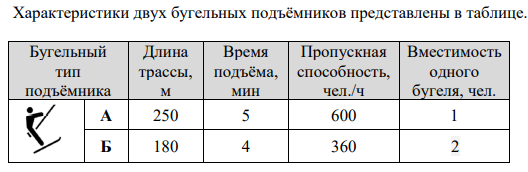 Характеристики двух бугельных подъёмников представлены в таблице.
Бугельный тип подъёмника Длина трассы, м Время подъёма, мин Пропускная способность, чел./ч Вместимость одного бугеля, чел.
А 250 5 600 1
Б 180 4 360 2